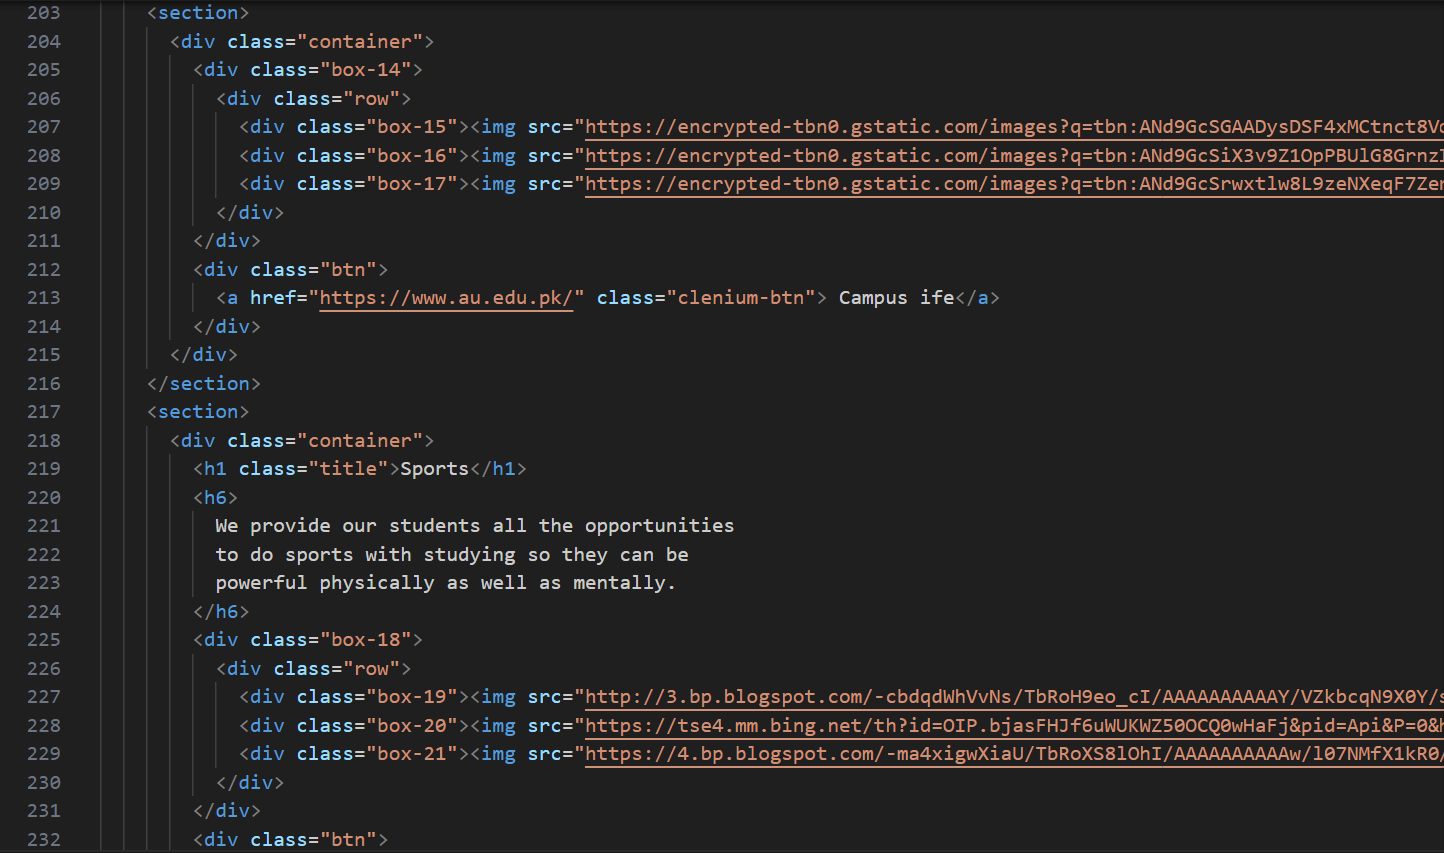 203 <section>
204 <div class="container">
205 <div class="box-14">
206 <div class="row">
207 <div class="box-15"><img src="https://encrypted-tbn0.gstatic.com/images?q=tbn:ANd9GcSGAADysDSF4xMCtnct8Vd
208 <div class="box-16"><img src="https://encrypted-tbn0.gstatic.com/images?q=tbn:ANd9GcSiX3v9Z1OpPBUlG8GrnzI
209 <div class="box-17"><img src="https://encrypted-tbn0.gstatic.com/images?q=tbn:ANd9GcSrwxtlw8L9zeNXeqF7Zem
210 </div>
211 </div>
212 <div class="btn">
213 <a href="https://www.au.edu.pk/" class="clenium-btn"> Campus ife</a>
214 </div>
215 </div>
216 </section>
217 <section>
218 <div class="container">
219 <h1 class="title">Sports</h1>
220 <h6>
221 We provide our students all the opportunities
222 to do sports with studying so they can be
223 powerful physically as well as mentally.
224 </h6>
225 <div class="box-18">
226 <div class="row">
227 <div class="box-19"><img src="http://3.bp.blogspot.com/-cbdqdWhVvNs/TbRoH9eo_cI/AAAAAAAAAAY/VZkbcqN9X0Y/s
228 <div class="box-20"><img src="https://tse4.mm.bing.net/th?id=OIP.bjasFHJf6uWUKWZ50OCQ0wHaFj&pid=Api&P=0&h
229 <div class="box-21"><img src="https://4.bp.blogspot.com/-ma4xigwXiaU/TbRoXS8lOhI/AAAAAAAAAAw/l07NMfX1kR0/
230 </div>
231 </div>
232 <div class="btn">